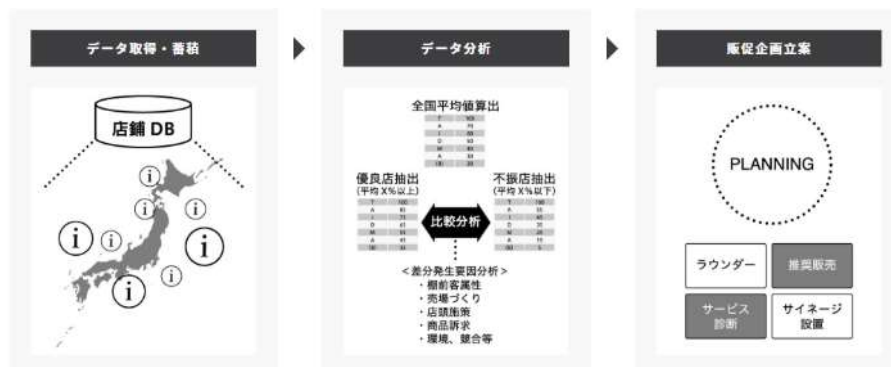 データ取得・蓄積
店舗 DB
i
i
i
i
i
i
i
i
データ分析
全国平均値算出
優良店抽出
(平均 X%以上)
不振店抽出
(平均 X%以下)
比較分析
<差分発生要因分析>
・棚前客属性
・売場づくり
・店頭施策
・商品訴求
・環境、競合等
販促企画立案
PLANNING
ラウンダー
推奨販売
サービス
診断
サイネージ
設置